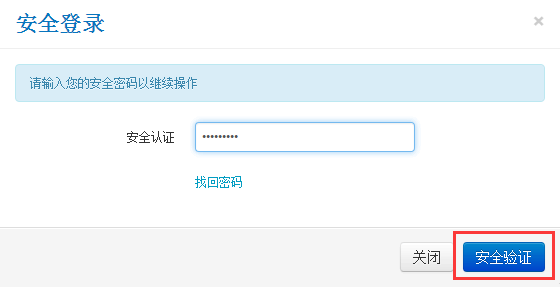 安全登录
×
请输入您的安全密码以继续操作
安全认证 •••••••••
找回密码
关闭 安全验证